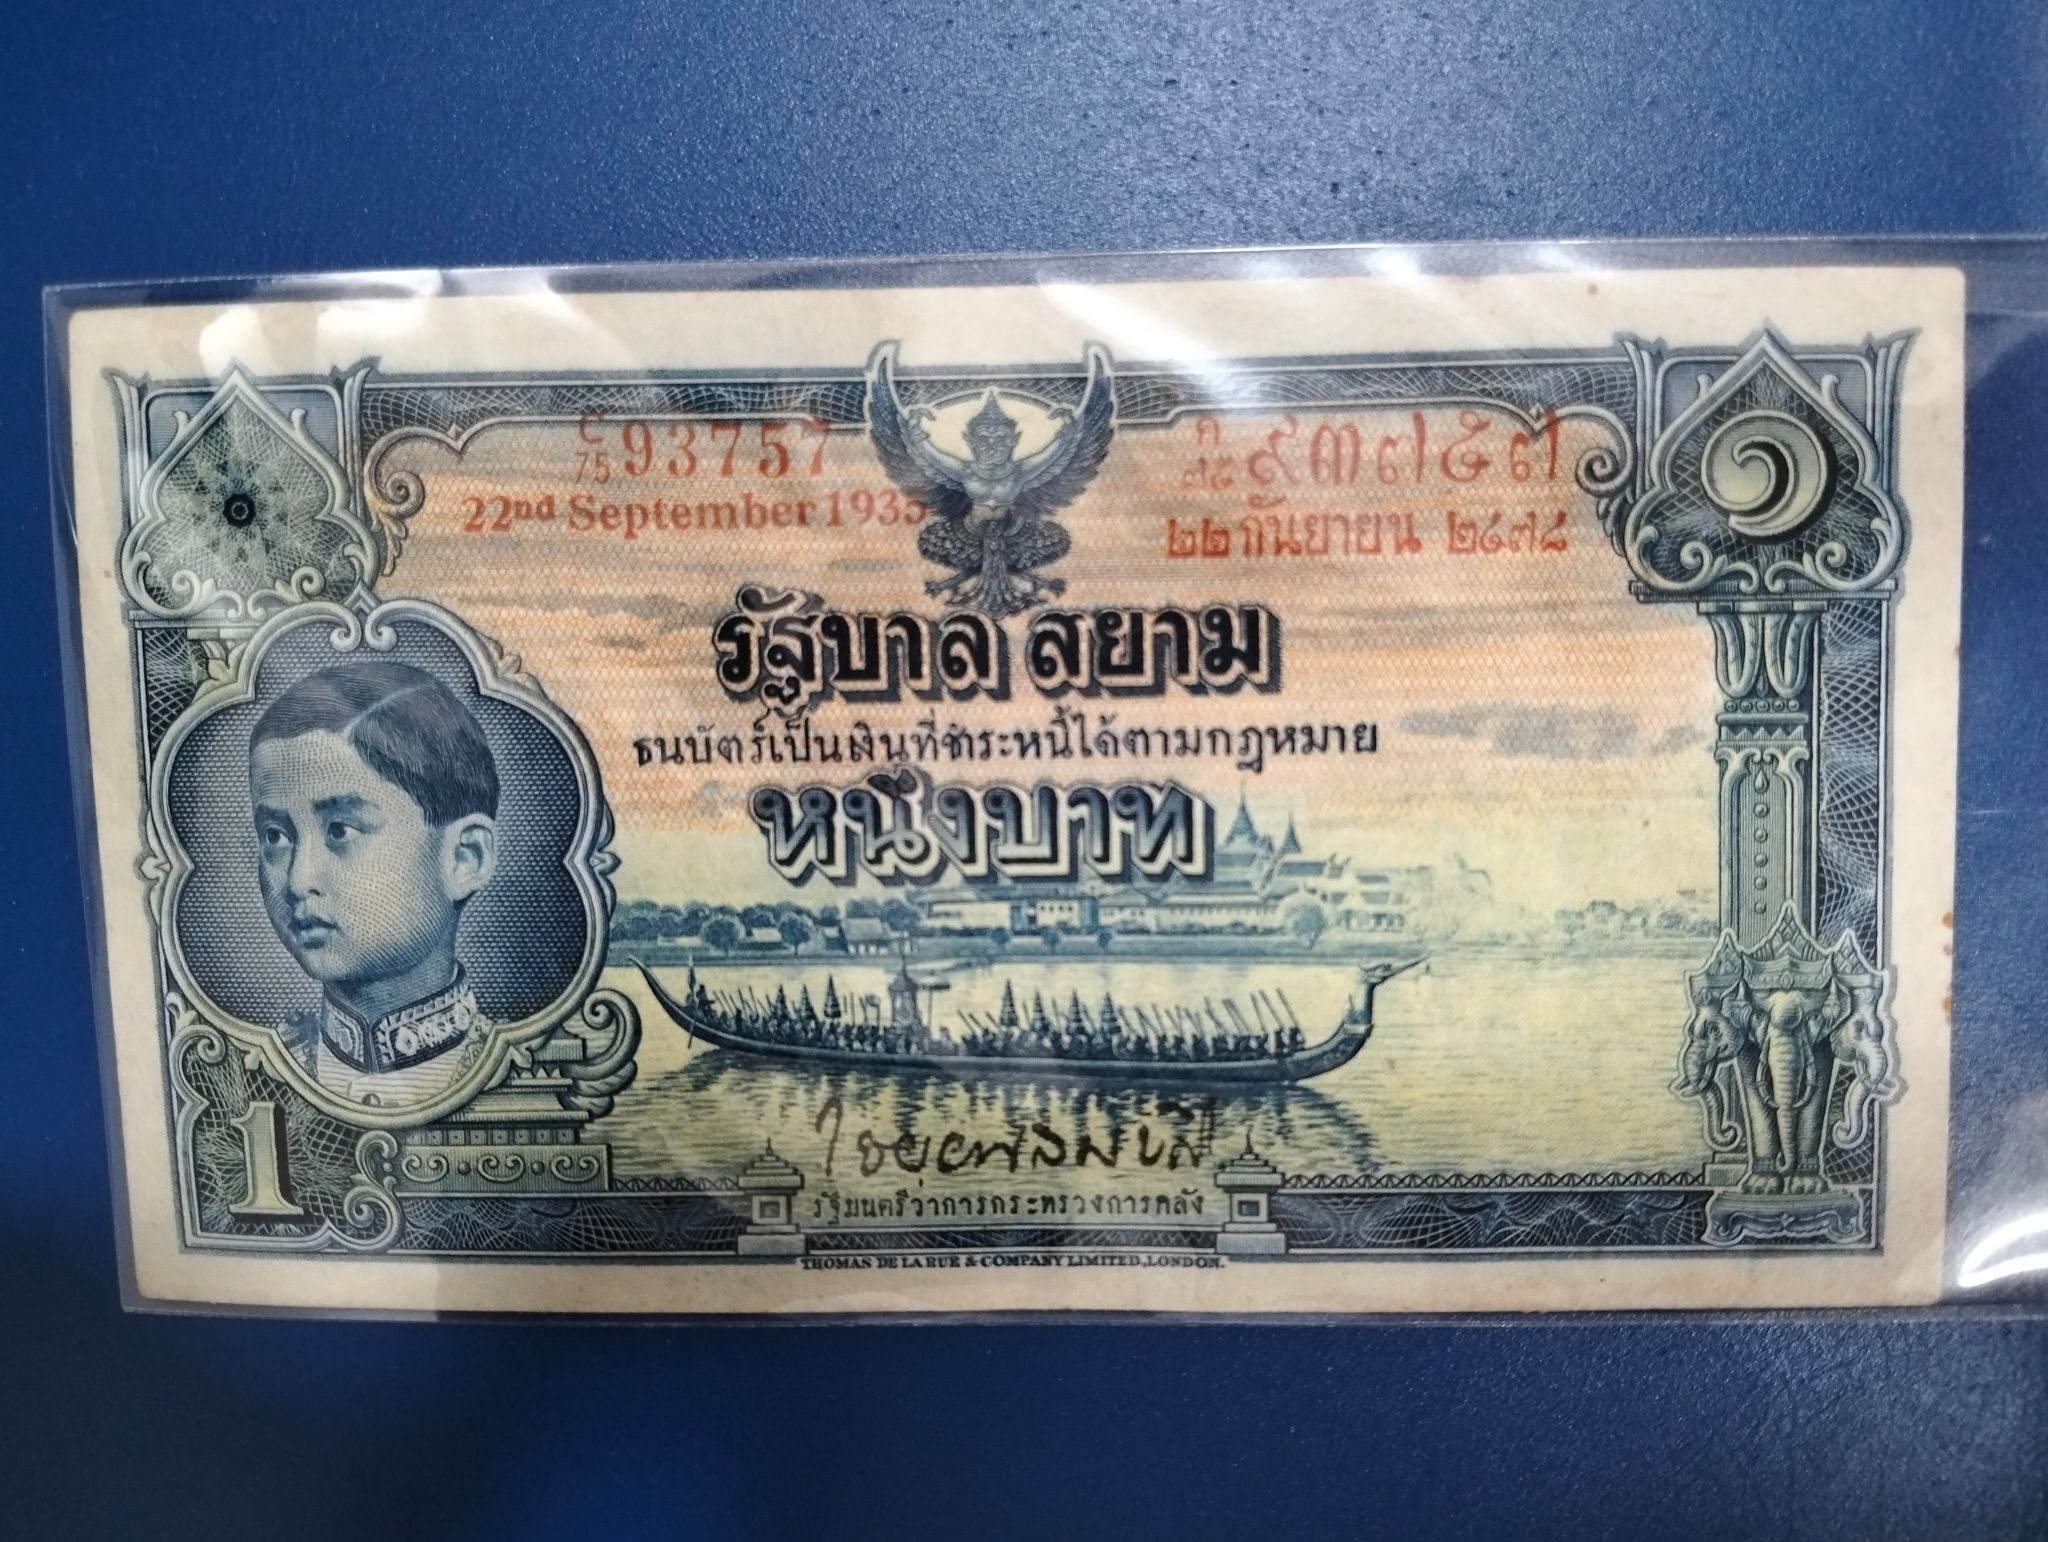 C/75 93757
ก/๗๕ ๙๓๗๕๗
22nd September 1935
๒๒ กันยายน ๒๔๗๘
๑
รัฐบาล สยาม
ธนบัตร์เป็นเงินที่ชำระหนี้ได้ตามกฎหมาย
หนึ่งบาท
1
รัฐมนตรีว่าการกระทรวงการคลัง
THOMAS DE LA RUE & COMPANY LIMITED, LONDON.